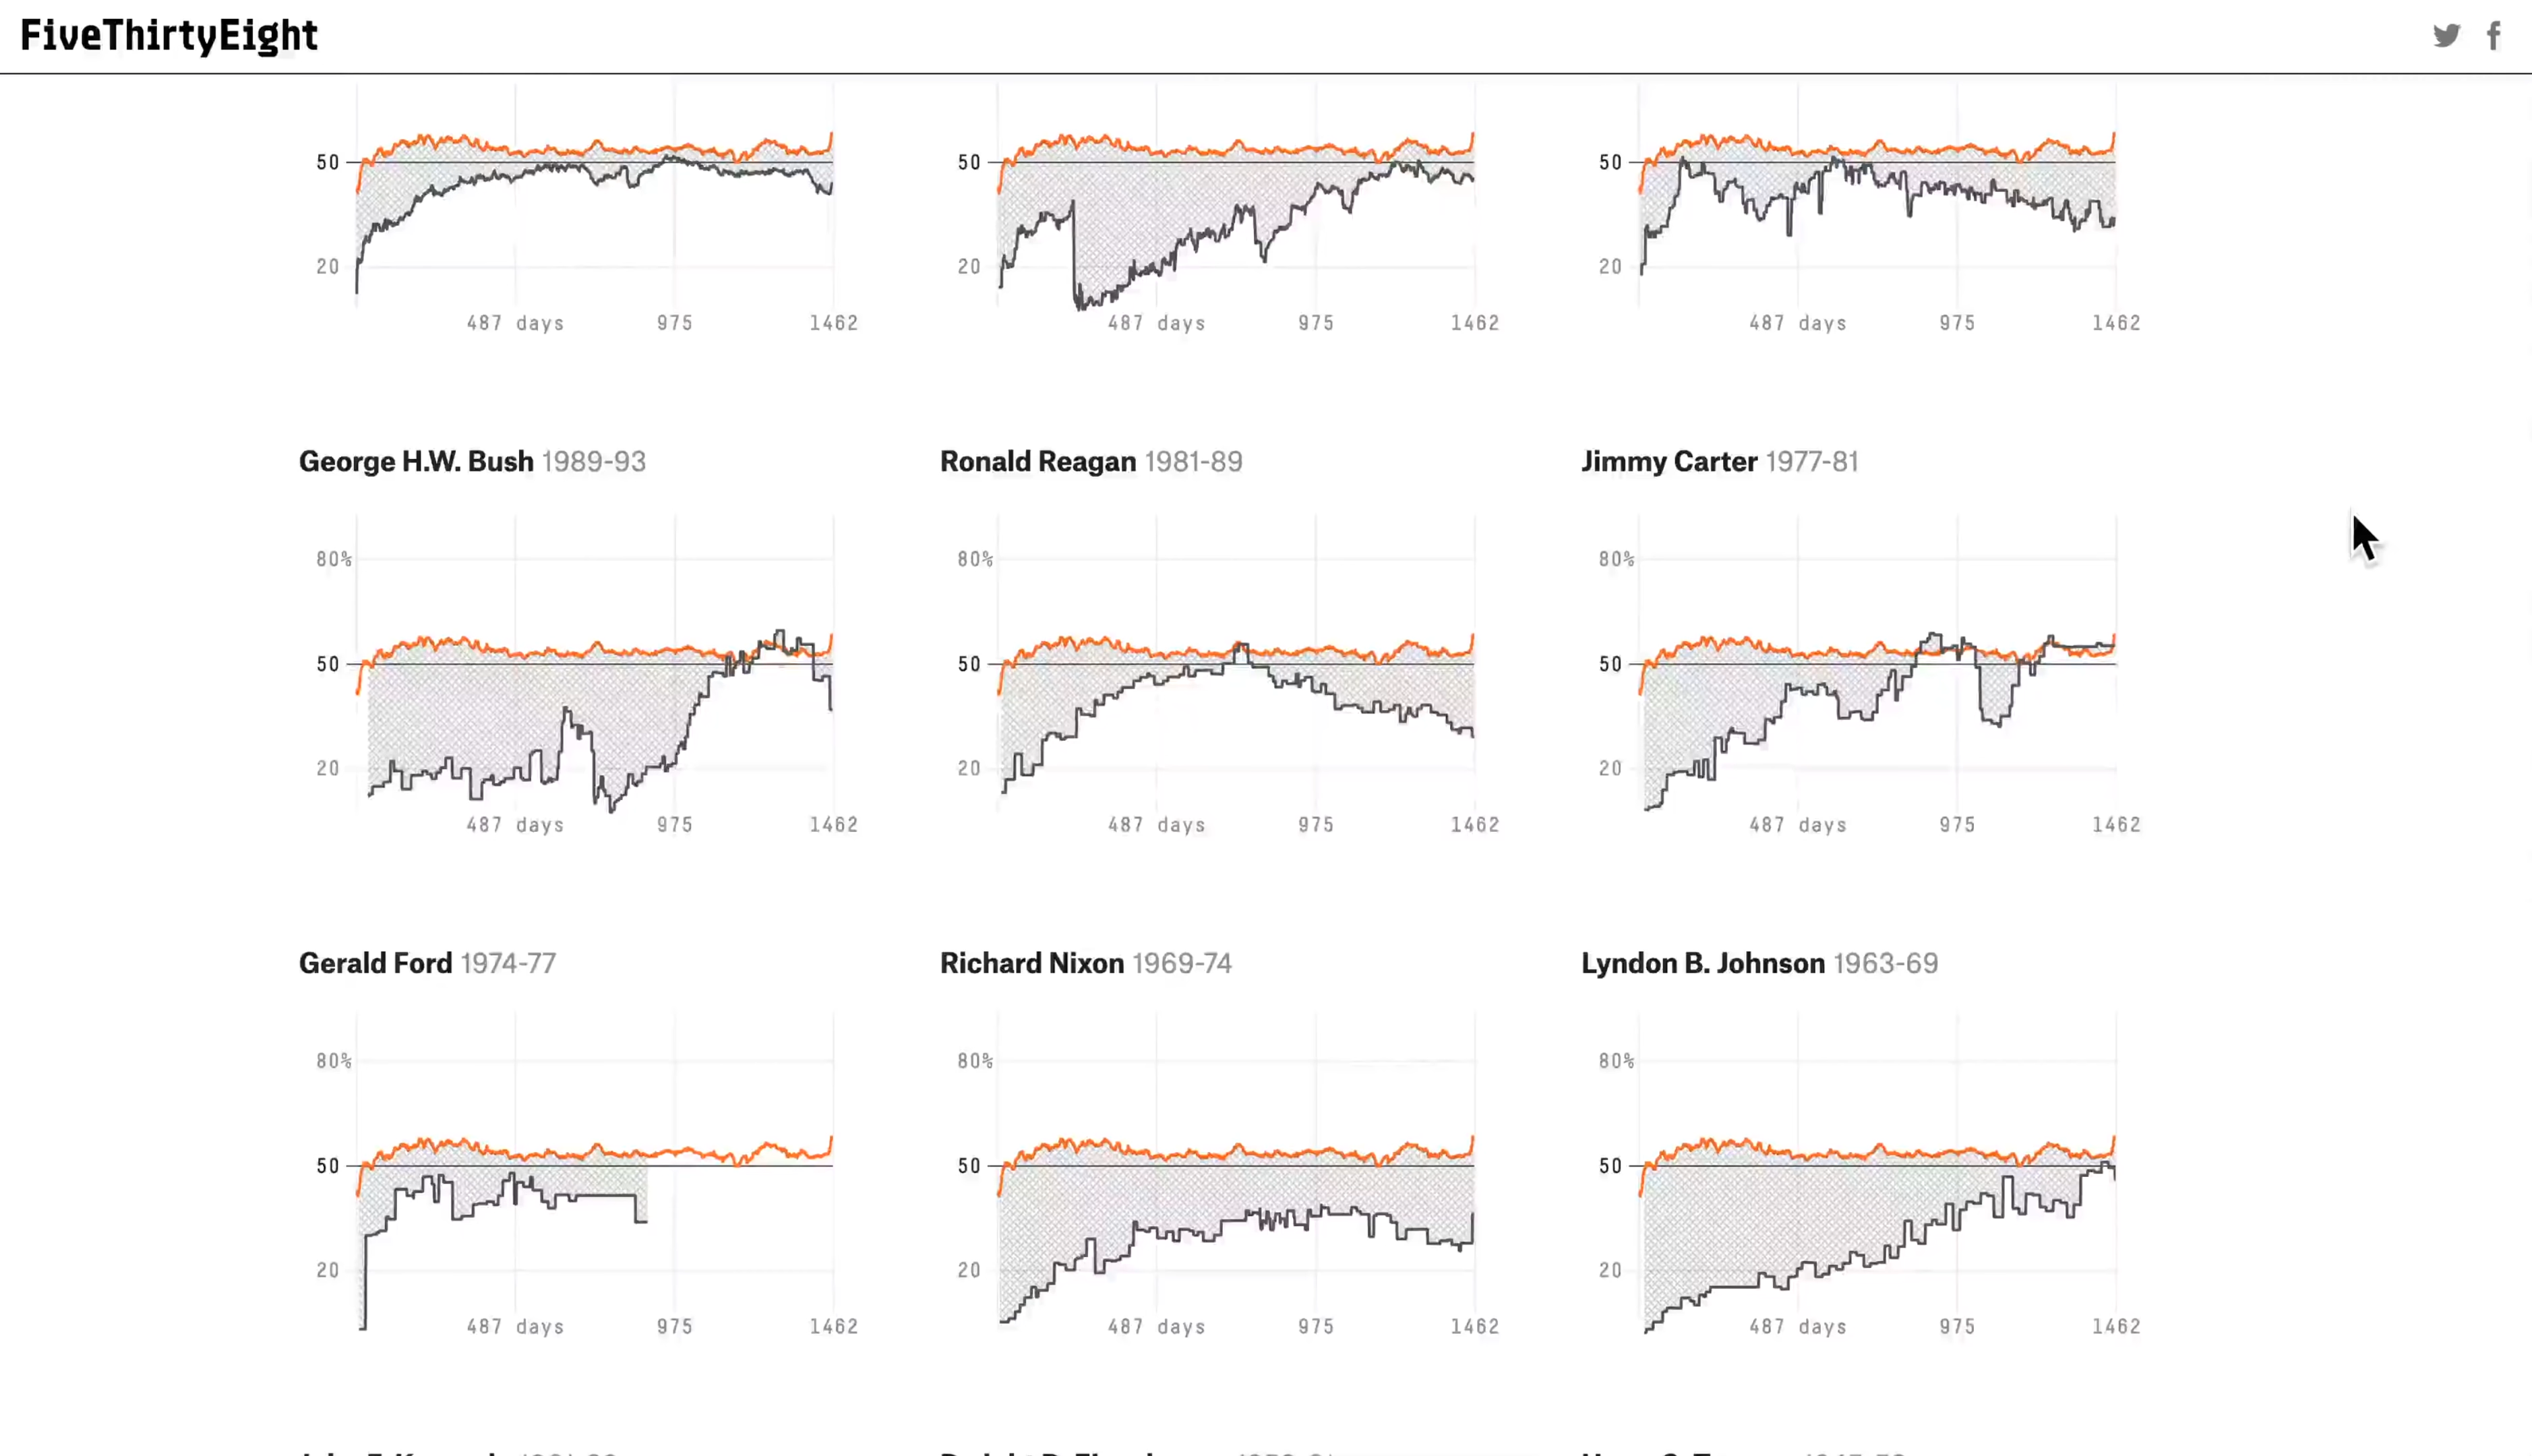 FiveThirtyEight
50
20
487 days 975 1462
50
20
487 days 975 1462
50
20
487 days 975 1462
George H.W. Bush 1989-93
80%
50
20
487 days 975 1462
Ronald Reagan 1981-89
80%
50
20
487 days 975 1462
Jimmy Carter 1977-81
80%
50
20
487 days 975 1462
Gerald Ford 1974-77
80%
50
20
487 days 975 1462
Richard Nixon 1969-74
80%
50
20
487 days 975 1462
Lyndon B. Johnson 1963-69
80%
50
20
487 days 975 1462